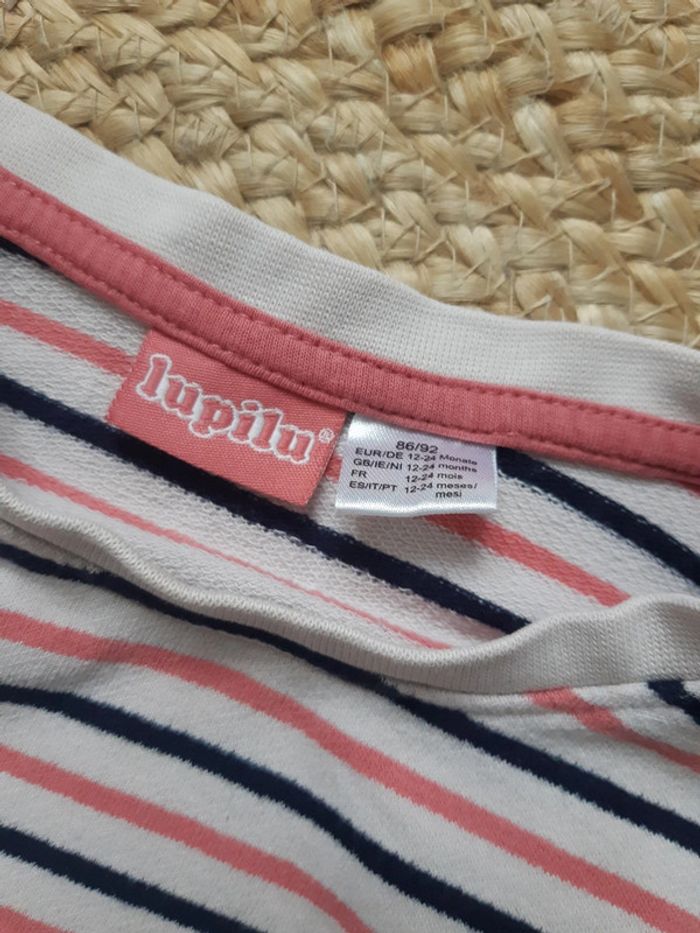 lupilu®
86/92
EUR/DE 12-24 Monate
GB/IE/NI 12-24 months
FR 12-24 mois
ES/IT/PT 12-24 meses/
mesi